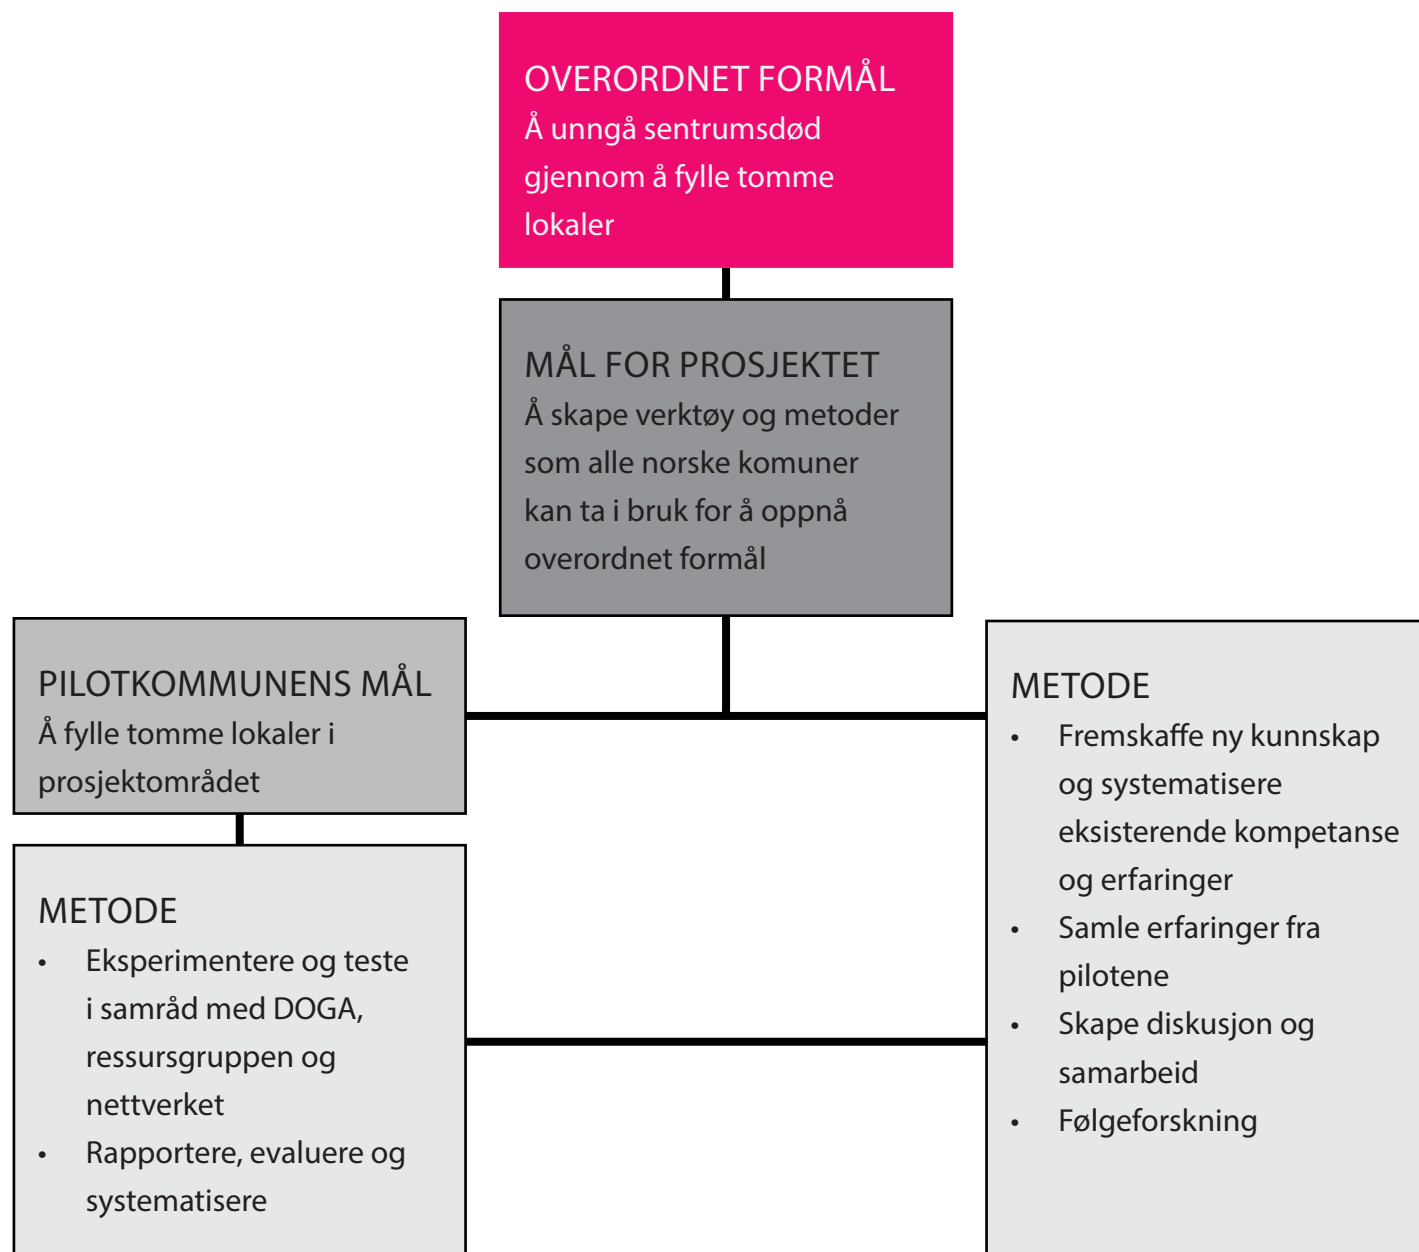 OVERORDNET FORMÅL
Å unngå sentrumsdød
gjennom å fylle tomme
lokaler
MÅL FOR PROSJEKTET
Å skape verktøy og metoder
som alle norske komuner
kan ta i bruk for å oppnå
overordnet formål
PILOTKOMMUNENS MÅL
Å fylle tomme lokaler i
prosjektområdet
METODE
• Eksperimentere og teste
i samråd med DOGA,
ressursgruppen og
nettverket
• Rapportere, evaluere og
systematisere
METODE
• Fremskaffe ny kunnskap
og systematisere
eksisterende kompetanse
og erfaringer
• Samle erfaringer fra
pilotene
• Skape diskusjon og
samarbeid
• Følgeforskning